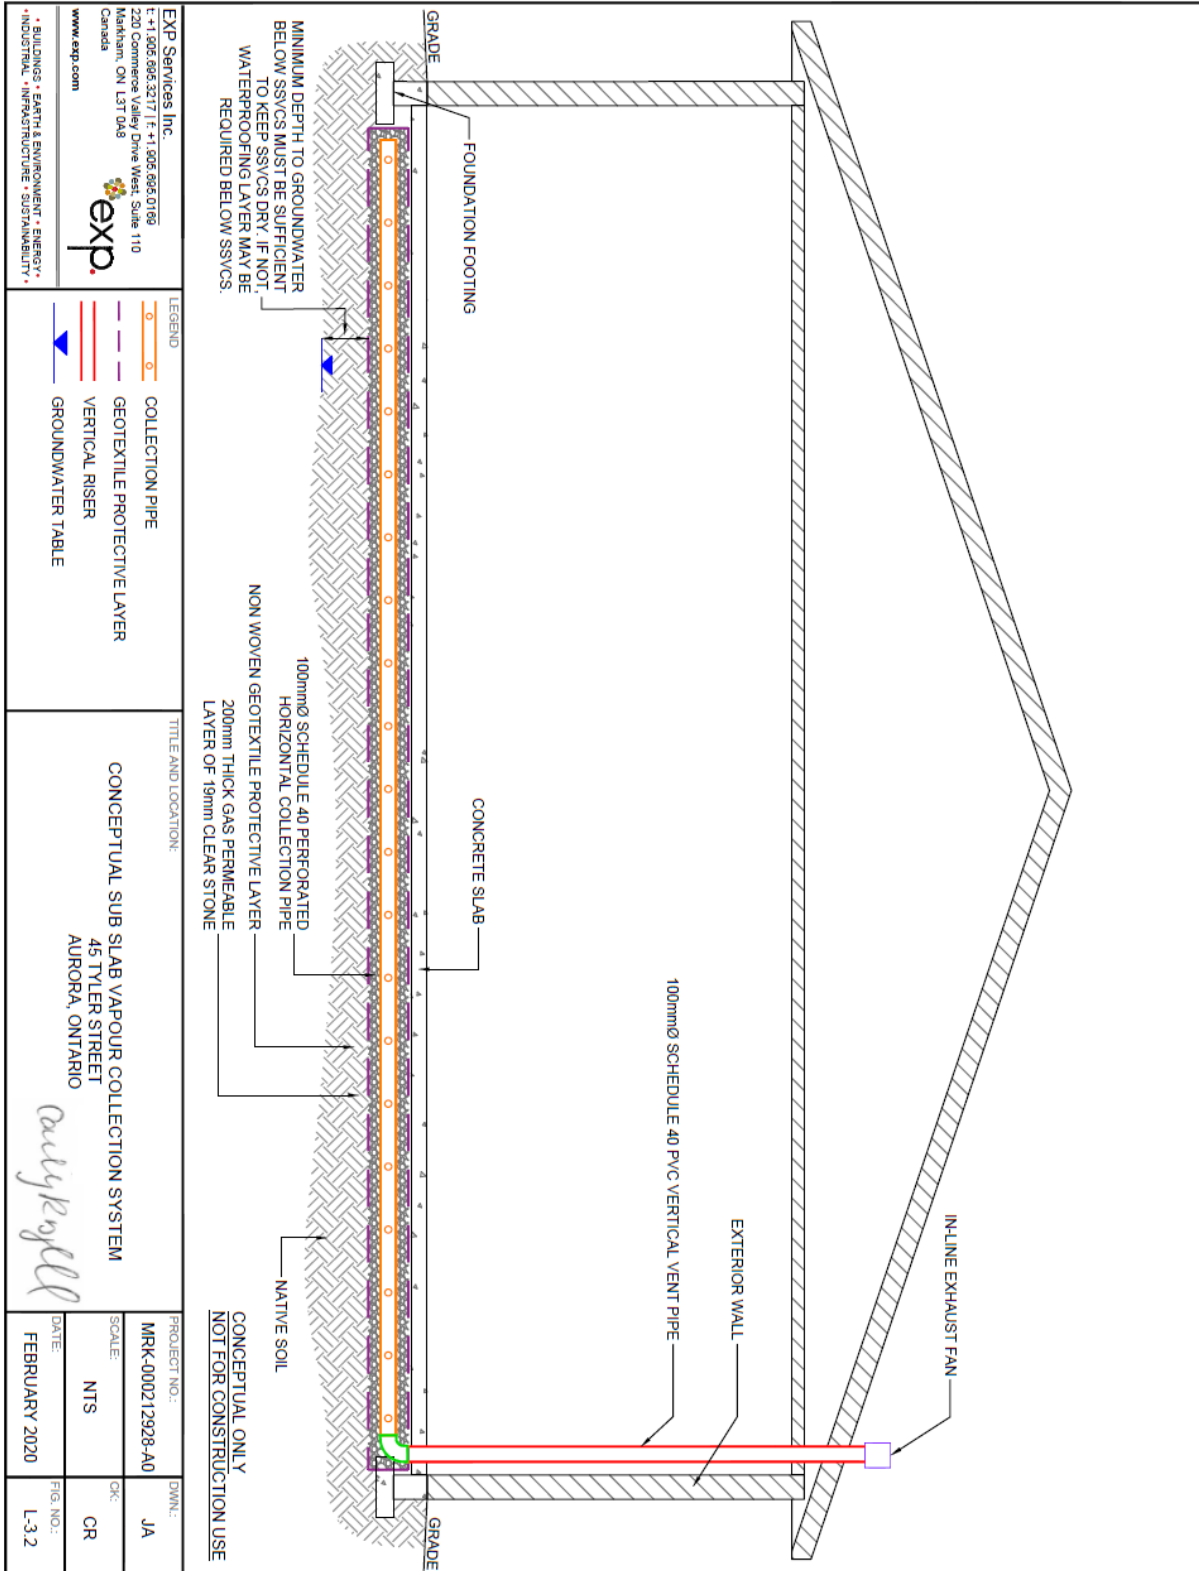 IN-LINE EXHAUST FAN
EXTERIOR WALL
100mmØ SCHEDULE 40 PVC VERTICAL VENT PIPE
CONCRETE SLAB
FOUNDATION FOOTING
GRADE
GRADE
MINIMUM DEPTH TO GROUNDWATER
BELOW SSVCS MUST BE SUFFICIENT
TO KEEP SSVCS DRY. IF NOT,
WATERPROOFING LAYER MAY BE
REQUIRED BELOW SSVCS.
100mmØ SCHEDULE 40 PERFORATED
HORIZONTAL COLLECTION PIPE
NON WOVEN GEOTEXTILE PROTECTIVE LAYER
200mm THICK GAS PERMEABLE
LAYER OF 19mm CLEAR STONE
NATIVE SOIL
CONCEPTUAL ONLY
NOT FOR CONSTRUCTION USE
EXP Services Inc.
t: +1.905.695.3217 | f: +1.905.695.0169
220 Commerce Valley Drive West, Suite 110
Markham, ON L3T 0A8
Canada
www.exp.com
exp.
• BUILDINGS • EARTH & ENVIRONMENT • ENERGY •
• INDUSTRIAL • INFRASTRUCTURE • SUSTAINABILITY •
LEGEND
COLLECTION PIPE
GEOTEXTILE PROTECTIVE LAYER
VERTICAL RISER
GROUNDWATER TABLE
TITLE AND LOCATION:
CONCEPTUAL SUB SLAB VAPOUR COLLECTION SYSTEM
45 TYLER STREET
AURORA, ONTARIO
PROJECT NO.:
MRK-000212928-A0
DWN.:
JA
SCALE:
NTS
CK:
CR
DATE:
FEBRUARY 2020
FIG. NO.:
L-3.2